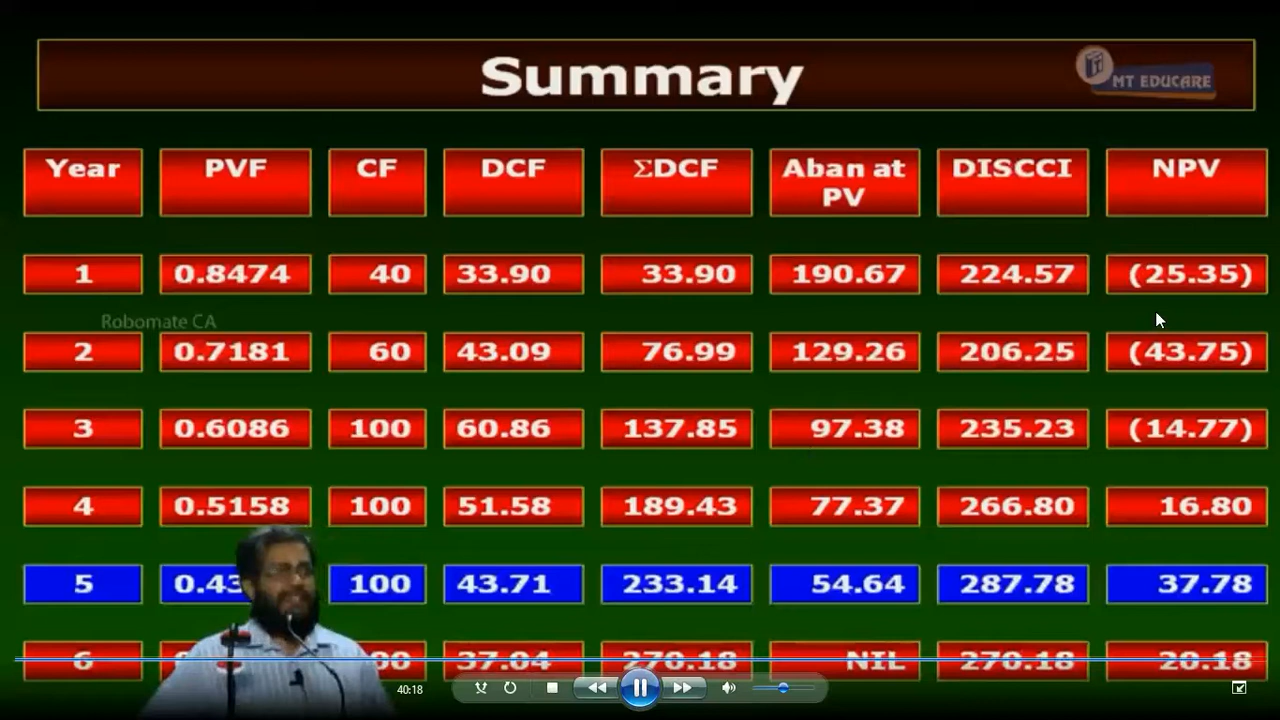 Summary
MT EDUCARE
Year PVF CF DCF ΣDCF Aban at PV DISCCI NPV
1 0.8474 40 33.90 33.90 190.67 224.57 (25.35)
Robomate CA
2 0.7181 60 43.09 76.99 129.26 206.25 (43.75)
3 0.6086 100 60.86 137.85 97.38 235.23 (14.77)
4 0.5158 100 51.58 189.43 77.37 266.80 16.80
5 100 43.71 233.14 54.64 287.78 37.78
6 37.04 270.18 NIL 270.18 20.18
40:18